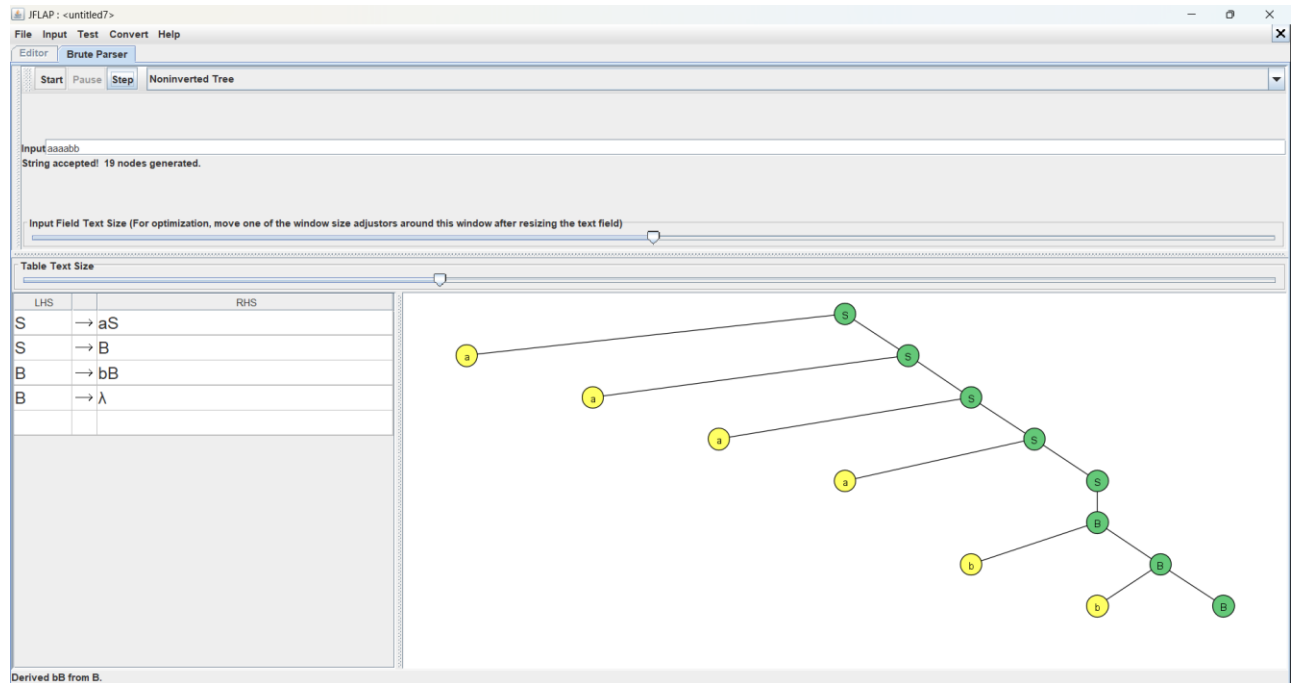 JFLAP : <untitled7>
File Input Test Convert Help
Editor Brute Parser
Start Pause Step Noninverted Tree
Input aaaabb
String accepted! 19 nodes generated.
Input Field Text Size (For optimization, move one of the window size adjustors around this window after resizing the text field)
Table Text Size
LHS RHS
S → aS
S → B
B → bB
B → λ
S
a S
a S
a S
a S
B
b B
b B
Derived bB from B.